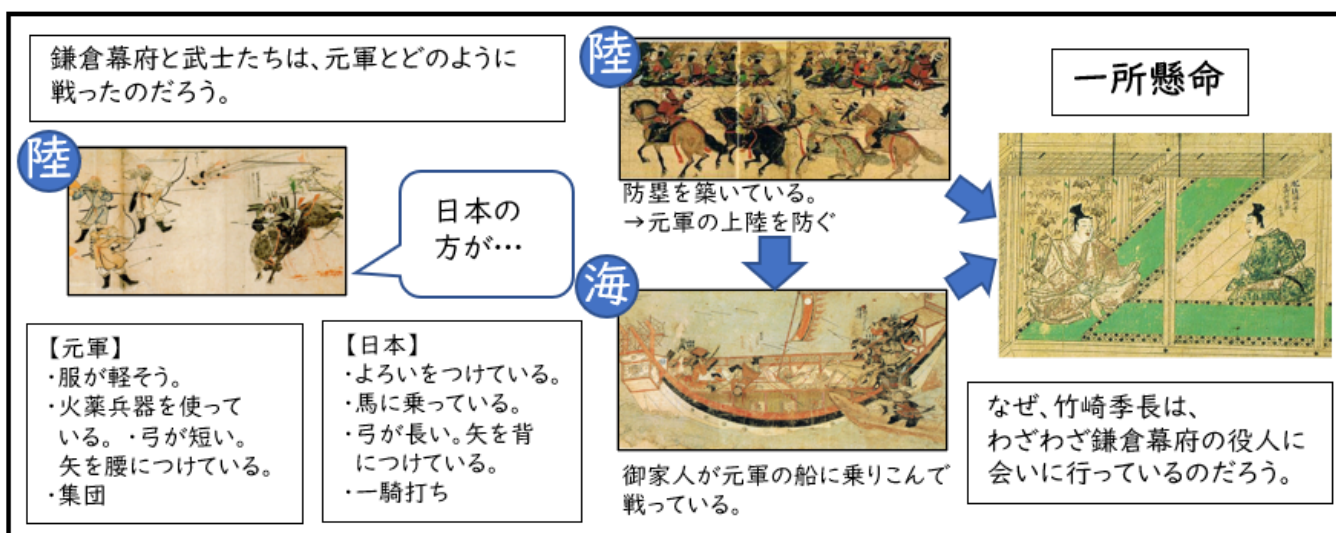 鎌倉幕府と武士たちは、元軍とどのように
戦ったのだろう。
陸
日本の
方が…
【元軍】
・服が軽そう。
・火薬兵器を使って
いる。・弓が短い。
矢を腰につけている。
・集団
【日本】
・よろいをつけている。
・馬に乗っている。
・弓が長い。矢を背
につけている。
・一騎打ち
陸
防塁を築いている。
→元軍の上陸を防ぐ
海
御家人が元軍の船に乗りこんで
戦っている。
一所懸命
なぜ、竹崎季長は、
わざわざ鎌倉幕府の役人に
会いに行っているのだろう。